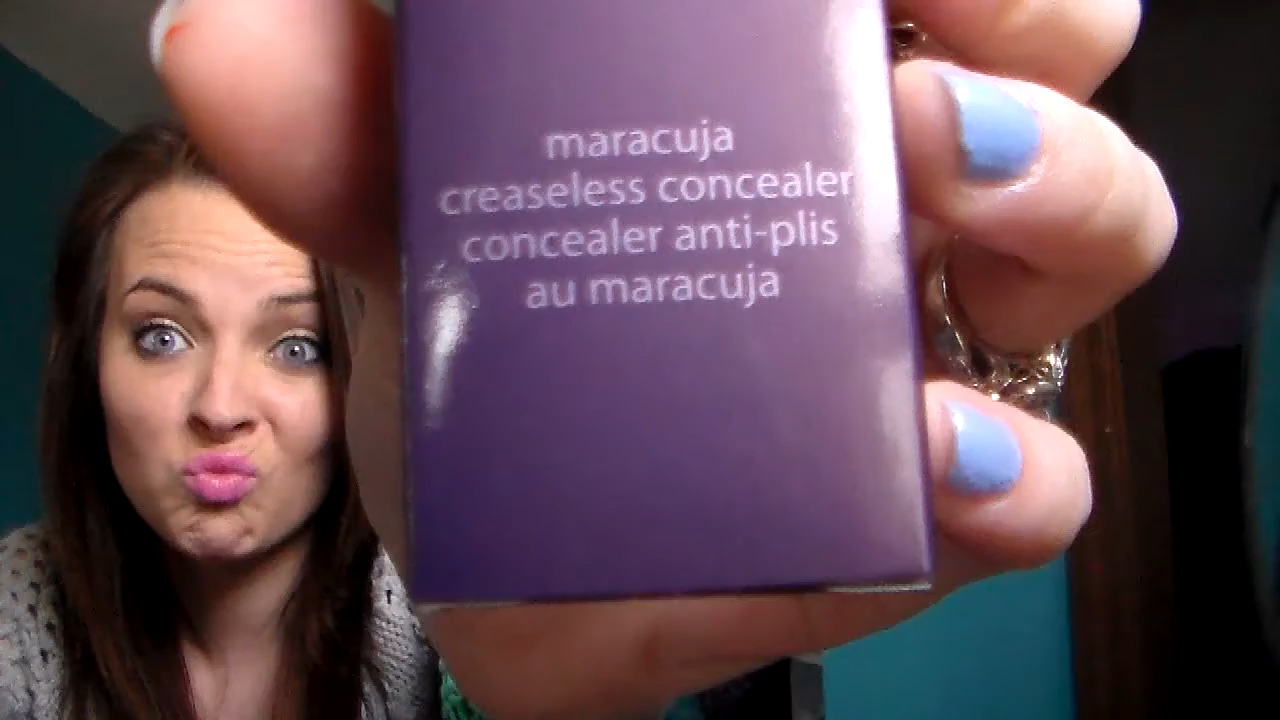 maracuja
creaseless concealer
concealer anti-plis
au maracuja